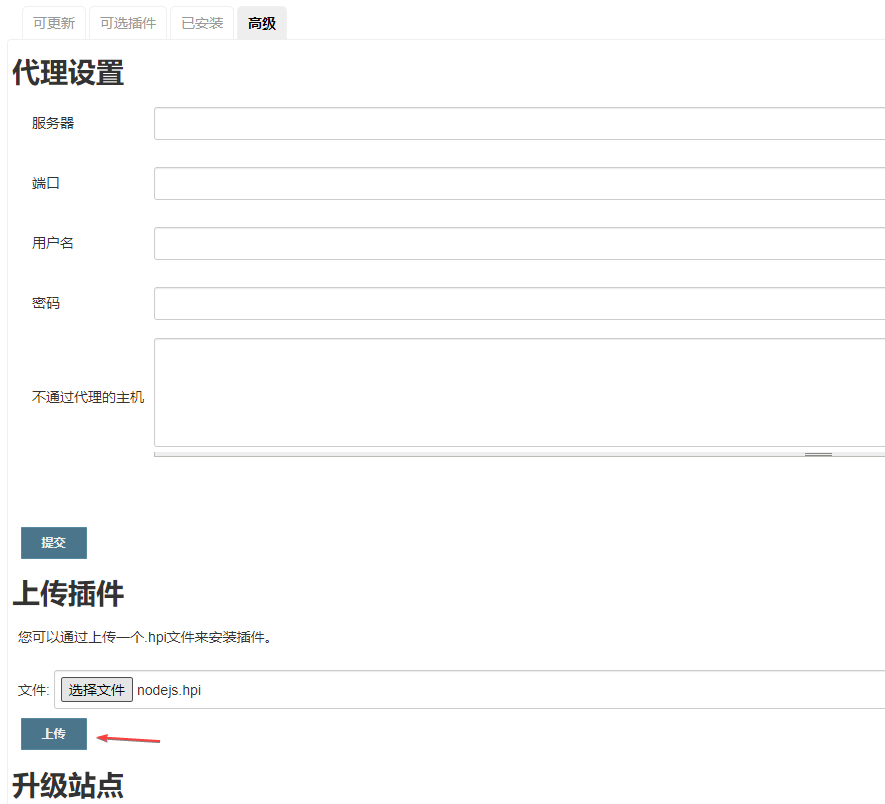 可更新 可选插件 已安装 高级
代理设置
服务器
端口
用户名
密码
不通过代理的主机
提交
上传插件
您可以通过上传一个.hpi文件来安装插件。
文件: 选择文件 nodejs.hpi
上传
升级站点